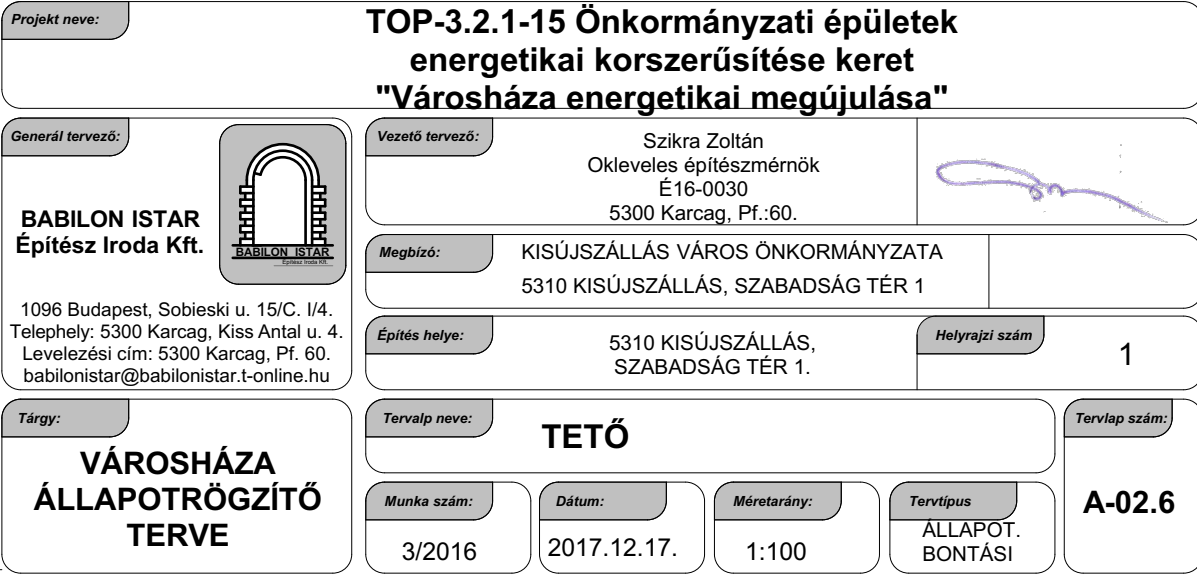 Projekt neve:
TOP-3.2.1-15 Önkormányzati épületek
energetikai korszerűsítése keret
"Városháza energetikai megújulása"
Generál tervező:
BABILON ISTAR
Építész Iroda Kft.
BABILON ISTAR
Építész Iroda Kft.
1096 Budapest, Sobieski u. 15/C. I/4.
Telephely: 5300 Karcag, Kiss Antal u. 4.
Levelezési cím: 5300 Karcag, Pf. 60.
babilonistar@babilonistar.t-online.hu
Vezető tervező:
Szikra Zoltán
Okleveles építészmérnök
É16-0030
5300 Karcag, Pf.:60.
Megbízó:
KISÚJSZÁLLÁS VÁROS ÖNKORMÁNYZATA
5310 KISÚJSZÁLLÁS, SZABADSÁG TÉR 1
Építés helye:
5310 KISÚJSZÁLLÁS,
SZABADSÁG TÉR 1.
Helyrajzi szám
1
Tárgy:
VÁROSHÁZA
ÁLLAPOTRÖGZÍTŐ
TERVE
Tervalp neve:
TETŐ
Tervlap szám:
A-02.6
Munka szám:
3/2016
Dátum:
2017.12.17.
Méretarány:
1:100
Tervtípus
ÁLLAPOT.
BONTÁSI